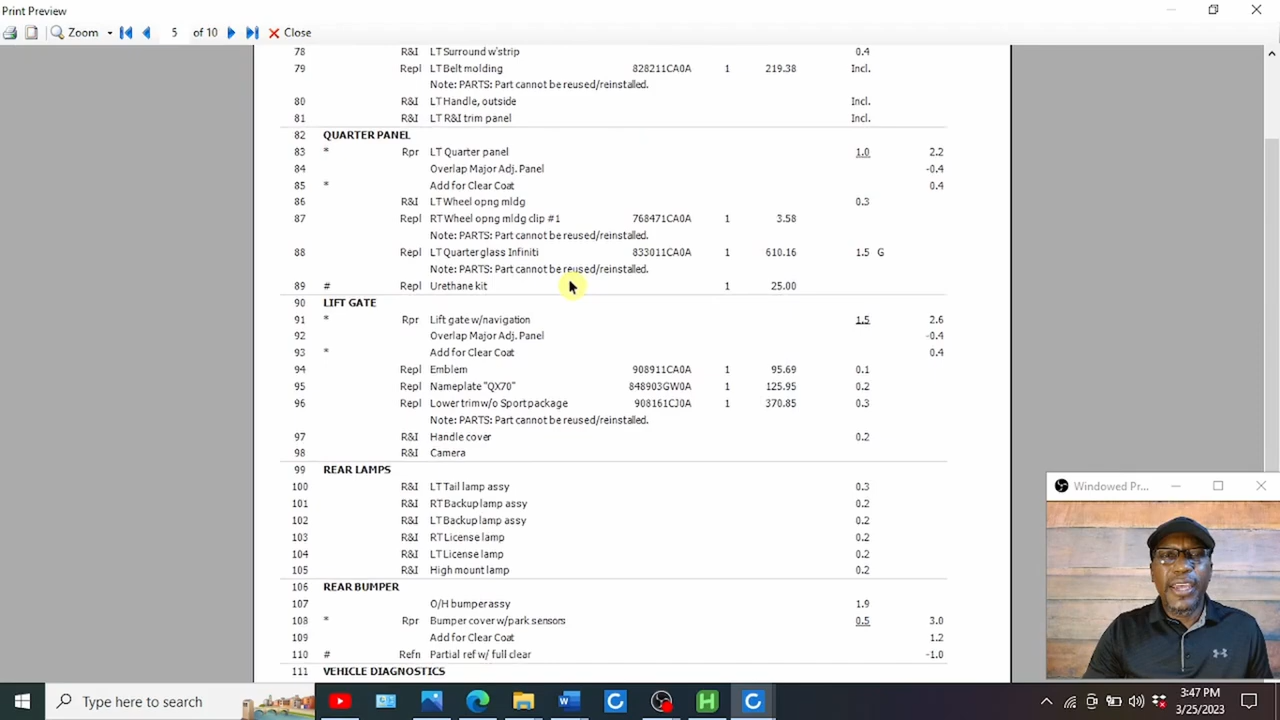 Print Preview
Zoom 5 of 10 Close
78 R&I LT Surround w'strip 0.4
79 Repl LT Belt molding 828211CA0A 1 219.38 Incl.
Note: PARTS: Part cannot be reused/reinstalled.
80 R&I LT Handle, outside Incl.
81 R&I LT R&I trim panel Incl.
82 QUARTER PANEL
83 * Rpr LT Quarter panel 1.0 2.2
84 Overlap Major Adj. Panel -0.4
85 * Add for Clear Coat 0.4
86 R&I LT Wheel opng mldg 0.3
87 Repl RT Wheel opng mldg clip #1 768471CA0A 1 3.58
Note: PARTS: Part cannot be reused/reinstalled.
88 Repl LT Quarter glass Infiniti 833011CA0A 1 610.16 1.5 G
Note: PARTS: Part cannot be reused/reinstalled.
89 # Repl Urethane kit 1 25.00
90 LIFT GATE
91 * Rpr Lift gate w/navigation 1.5 2.6
92 Overlap Major Adj. Panel -0.4
93 * Add for Clear Coat 0.4
94 Repl Emblem 908911CA0A 1 95.69 0.1
95 Repl Nameplate "QX70" 848903GW0A 1 125.95 0.2
96 Repl Lower trim w/o Sport package 908161CJ0A 1 370.85 0.3
Note: PARTS: Part cannot be reused/reinstalled.
97 R&I Handle cover 0.2
98 R&I Camera
99 REAR LAMPS
100 R&I LT Tail lamp assy 0.3
101 R&I RT Backup lamp assy 0.2
102 R&I LT Backup lamp assy 0.2
103 R&I RT License lamp 0.2
104 R&I LT License lamp 0.2
105 R&I High mount lamp 0.2
106 REAR BUMPER
107 O/H bumper assy 1.9
108 * Rpr Bumper cover w/park sensors 0.5 3.0
109 Add for Clear Coat 1.2
110 # Refn Partial ref w/ full clear -1.0
111 VEHICLE DIAGNOSTICS
Windowed Pr...
Type here to search
3:47 PM
3/25/2023